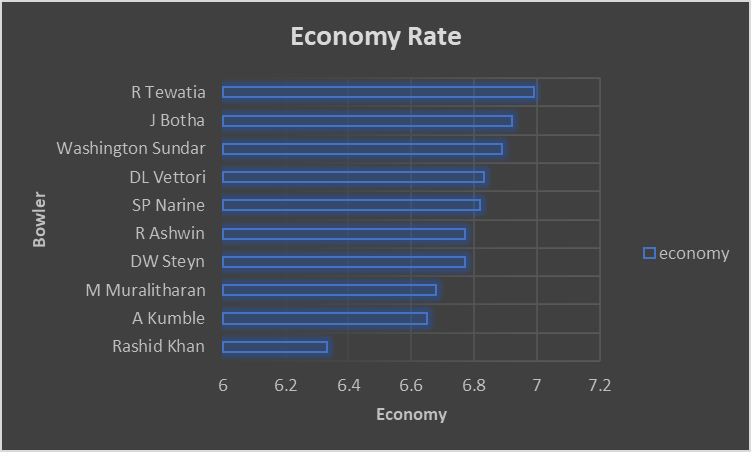 Economy Rate
R Tewatia
J Botha
Washington Sundar
DL Vettori
SP Narine
R Ashwin
DW Steyn
M Muralitharan
A Kumble
Rashid Khan
Bowler
6 6.2 6.4 6.6 6.8 7 7.2
Economy
economy